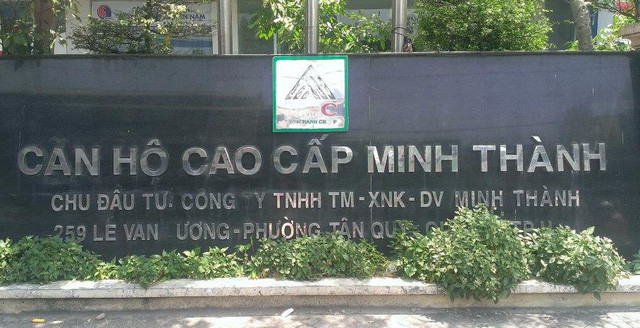 CĂN HỘ CAO CẤP MINH THÀNH
CHỦ ĐẦU TƯ: CÔNG TY TNHH TM - XNK - DV MINH THÀNH
259 LÊ VĂN ƯƠNG - PHƯỜNG TÂN QUY